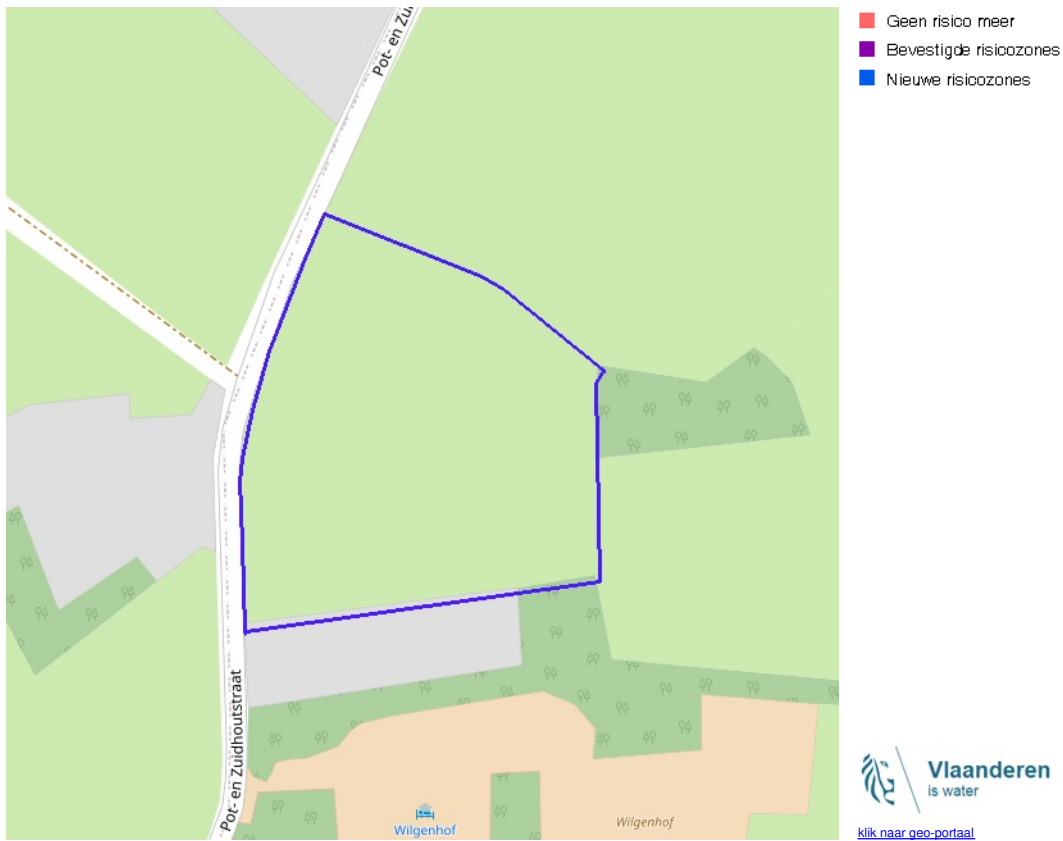 Pot- en Zui
Geen risico meer
Bevestigde risicozones
Nieuwe risicozones
Pot- en Zuidhoutstraat
Wilgenhof
Wilgenhof
Vlaanderen
is water
klik naar geo-portaal